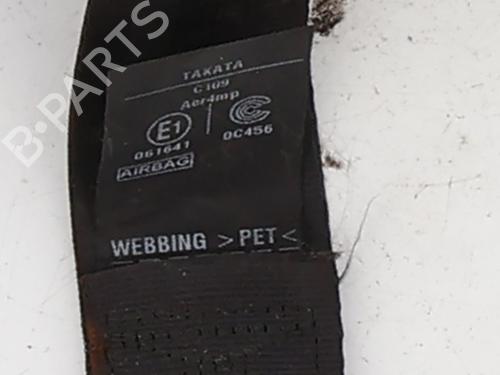 B-PARTS
TAKATA
C109
Aer4mp
E1
C
061641
0C456
AIRBAG
WEBBING >PET<